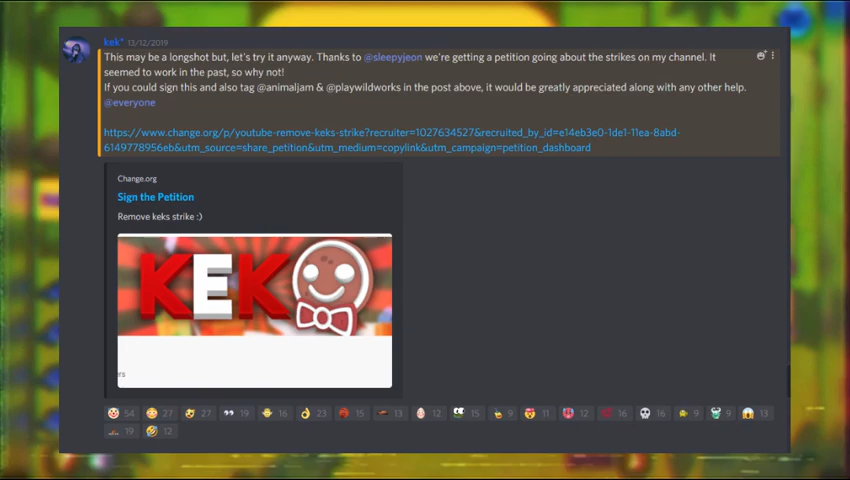 kek* 13/12/2019
This may be a longshot but, let's try it anyway. Thanks to @sleepyjeon we're getting a petition going about the strikes on my channel. It
seemed to work in the past, so why not!
If you could sign this and also tag @animaljam & @playwildworks in the post above, it would be greatly appreciated along with any other help.
@everyone
https://www.change.org/p/youtube-remove-keks-strike?recruiter=1027634527&recruited_by_id=e14eb3e0-1de1-11ea-8abd-
6149778956eb&utm_source=share_petition&utm_medium=copylink&utm_campaign=petition_dashboard
Change.org
Sign the Petition
Remove keks strike :)
KEK
ers
54 27 27 19 16 23 15 13 12 15 9 11 12 16 16 9 9 13
19 12